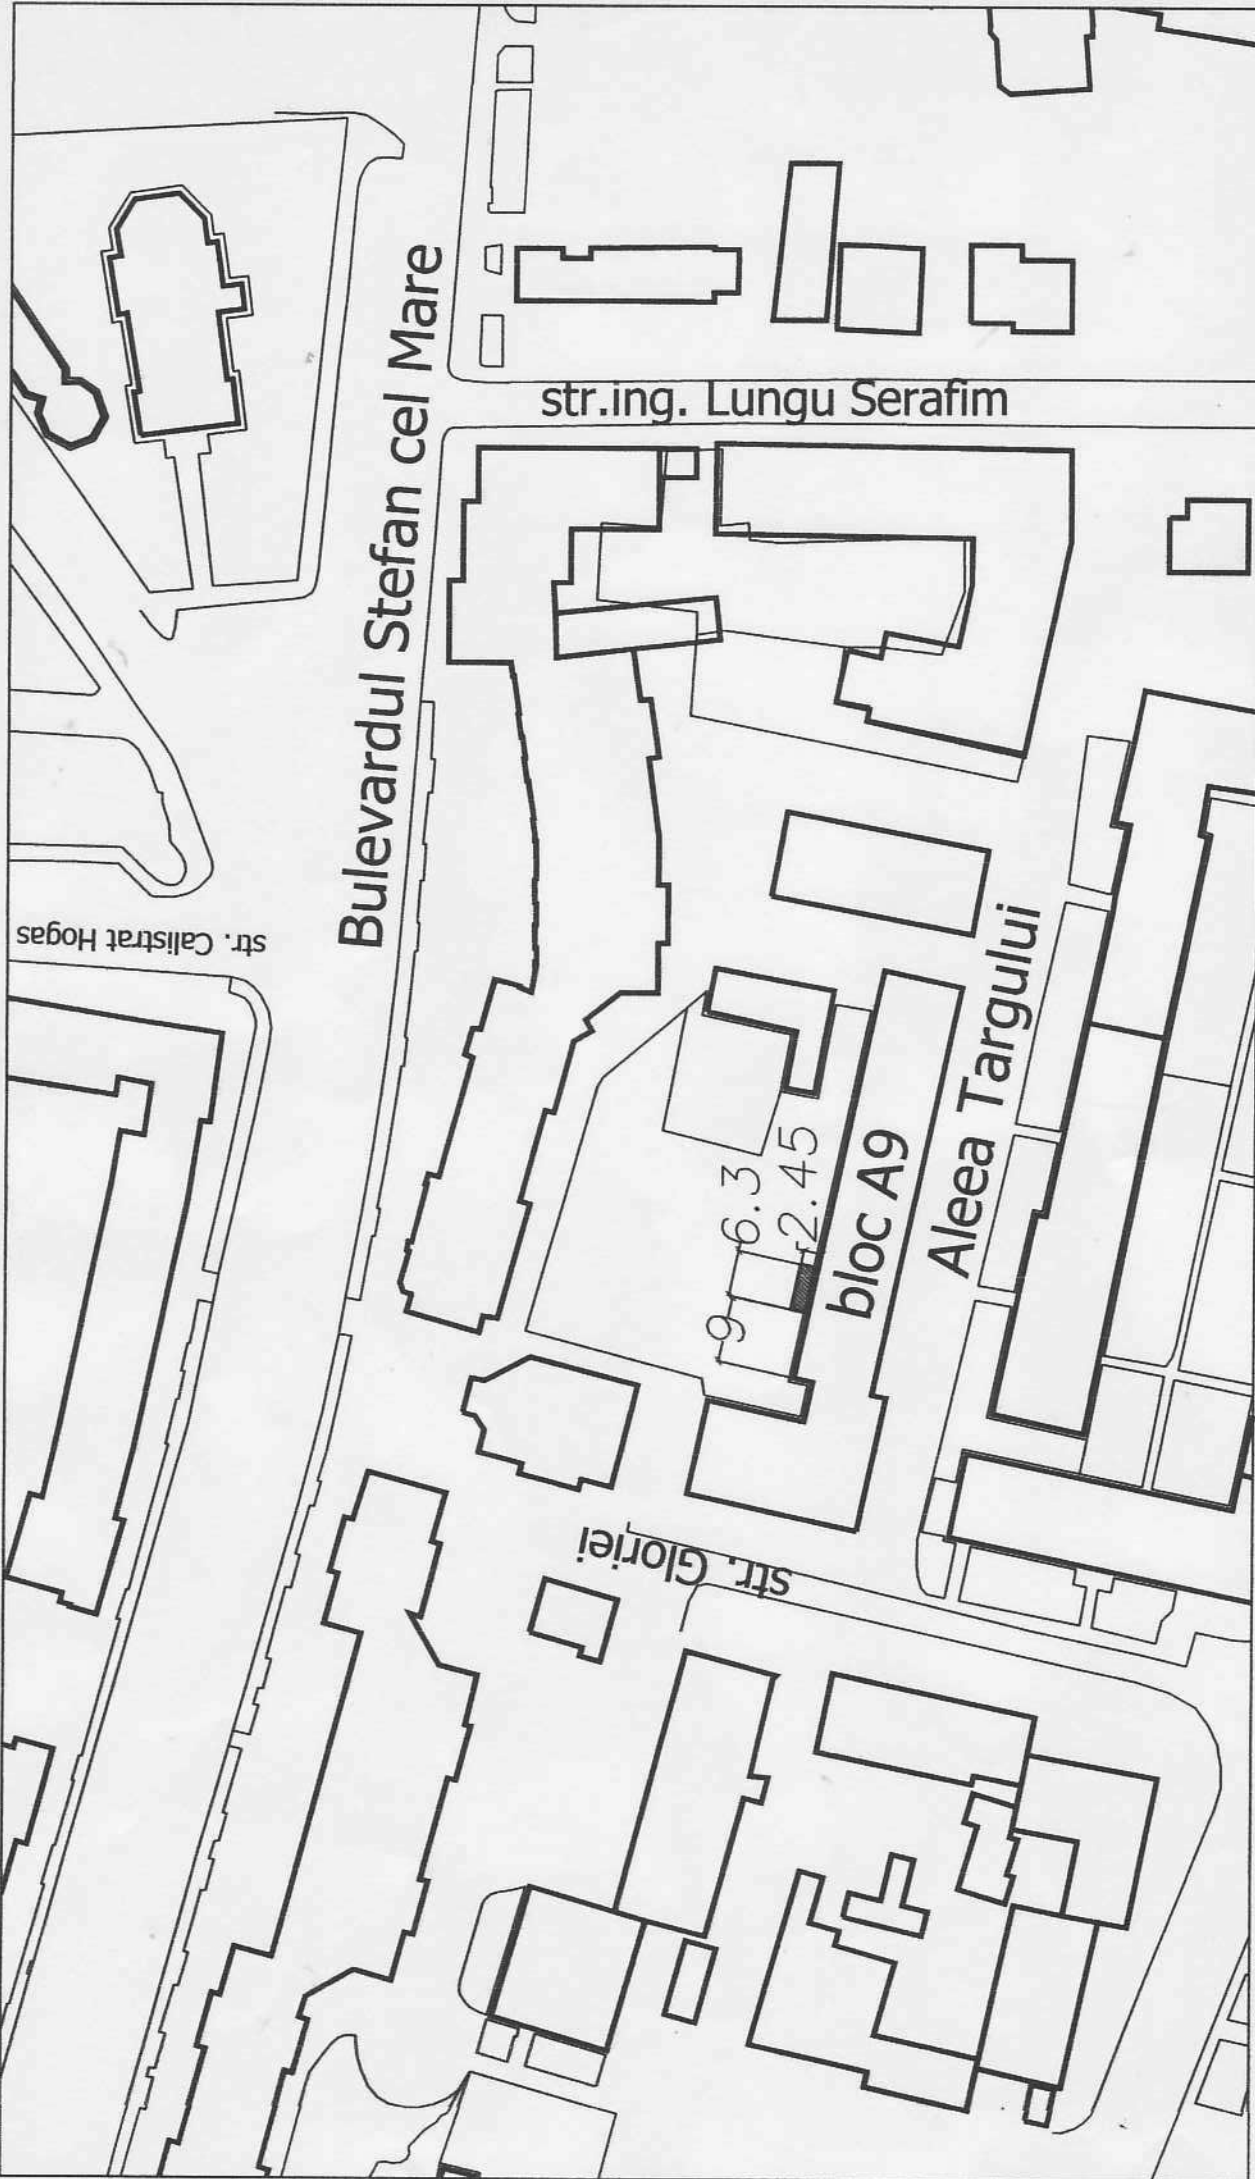 Bulevardul Stefan cel Mare
str.ing. Lungu Serafim
str. Calistrat Hogas
Aleea Targului
6.3
2.45
9
bloc A9
str. Gloriei